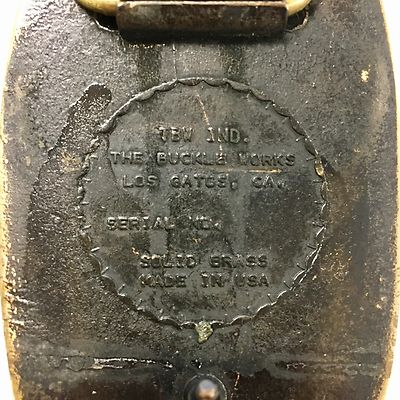 TBW IND.
THE BUCKLE WORKS
LOS GATOS, CA.
SERIAL NO.
SOLID BRASS
MADE IN USA